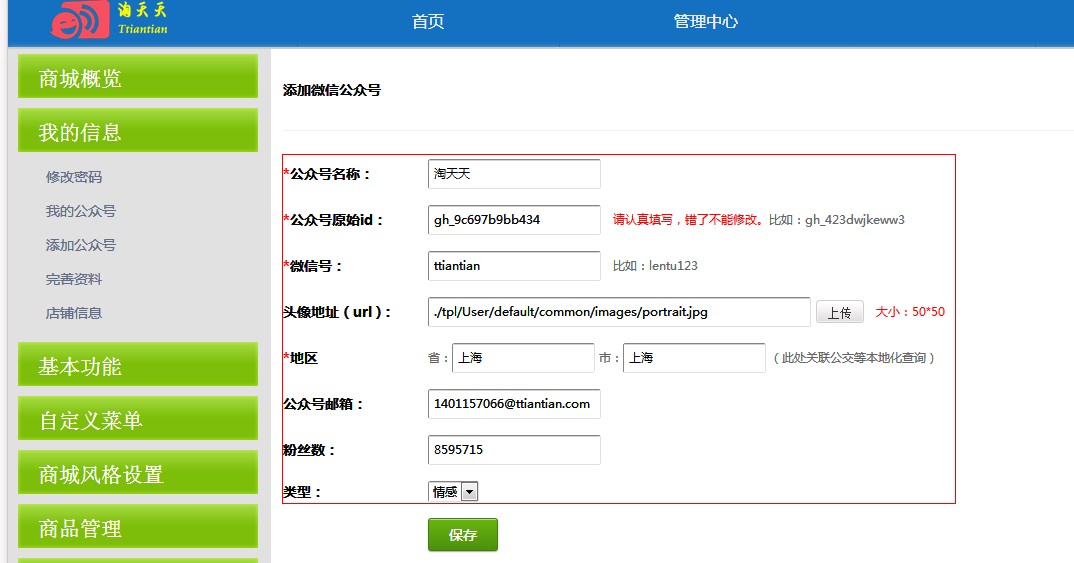 淘天天
Ttiantian
首页
管理中心
商城概览
我的信息
修改密码
我的公众号
添加公众号
完善资料
店铺信息
基本功能
自定义菜单
商城风格设置
商品管理
添加微信公众号
*公众号名称： 淘天天
*公众号原始id： gh_9c697b9bb434 请认真填写，错了不能修改。比如：gh_423dwjkeww3
*微信号： ttiantian 比如：lentu123
头像地址（url）： ./tpl/User/default/common/images/portrait.jpg 上传 大小：50*50
*地区 省：上海 市：上海 （此处关联公交等本地化查询）
公众号邮箱： 1401157066@ttiantian.com
粉丝数： 8595715
类型： 情感
保存